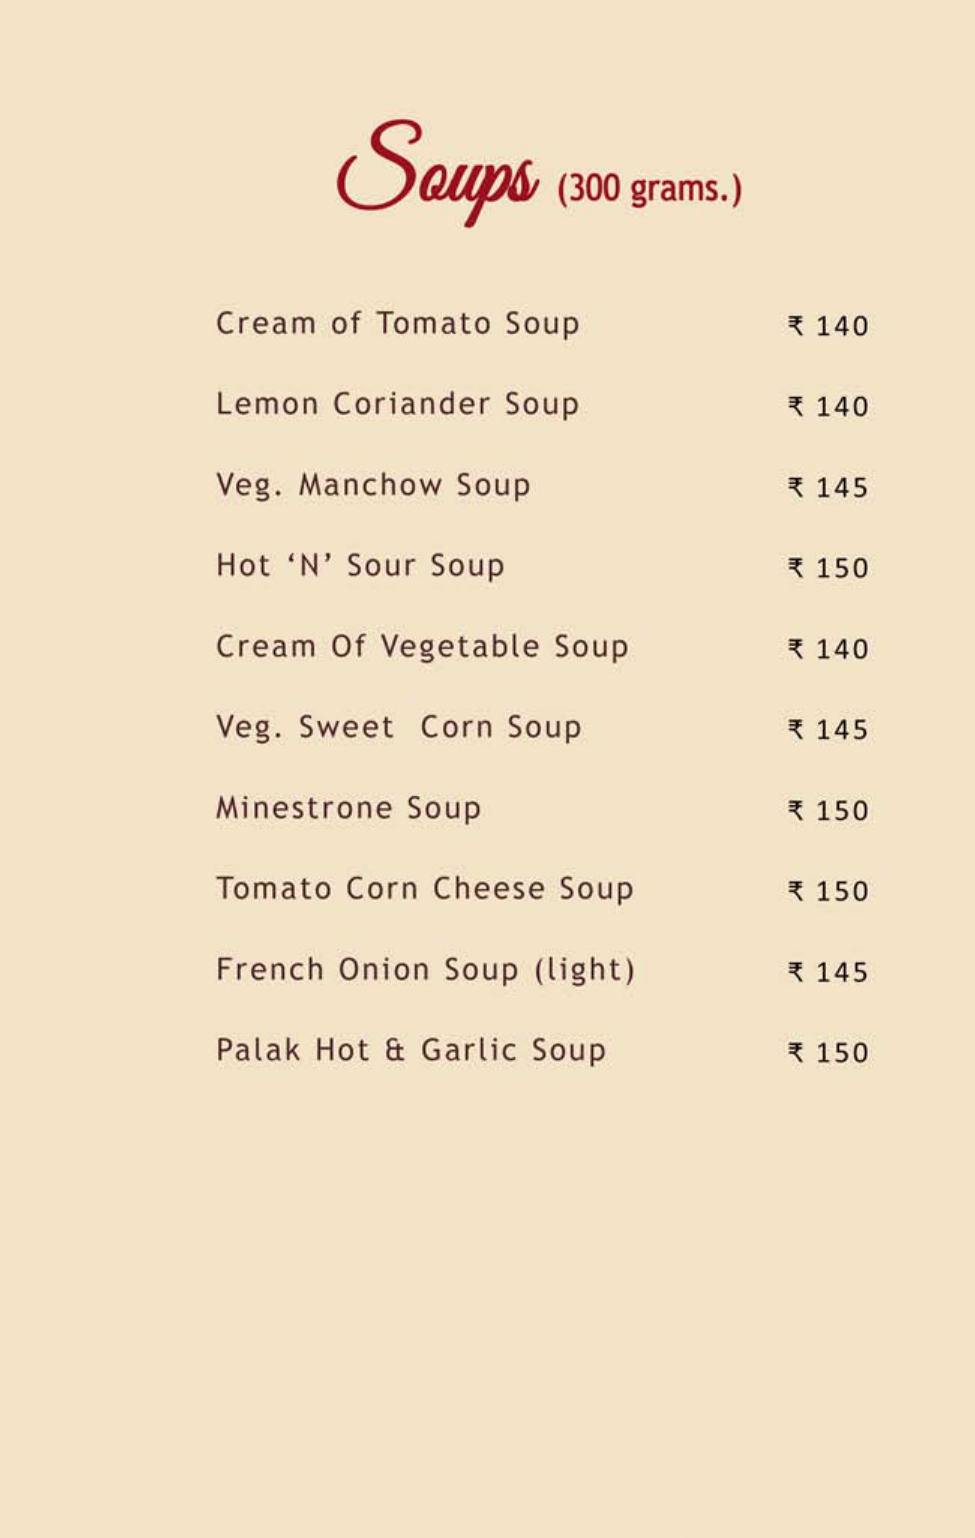 Soups (300 grams.)
Cream of Tomato Soup ₹ 140
Lemon Coriander Soup ₹ 140
Veg. Manchow Soup ₹ 145
Hot ‘N’ Sour Soup ₹ 150
Cream Of Vegetable Soup ₹ 140
Veg. Sweet Corn Soup ₹ 145
Minestrone Soup ₹ 150
Tomato Corn Cheese Soup ₹ 150
French Onion Soup (light) ₹ 145
Palak Hot & Garlic Soup ₹ 150